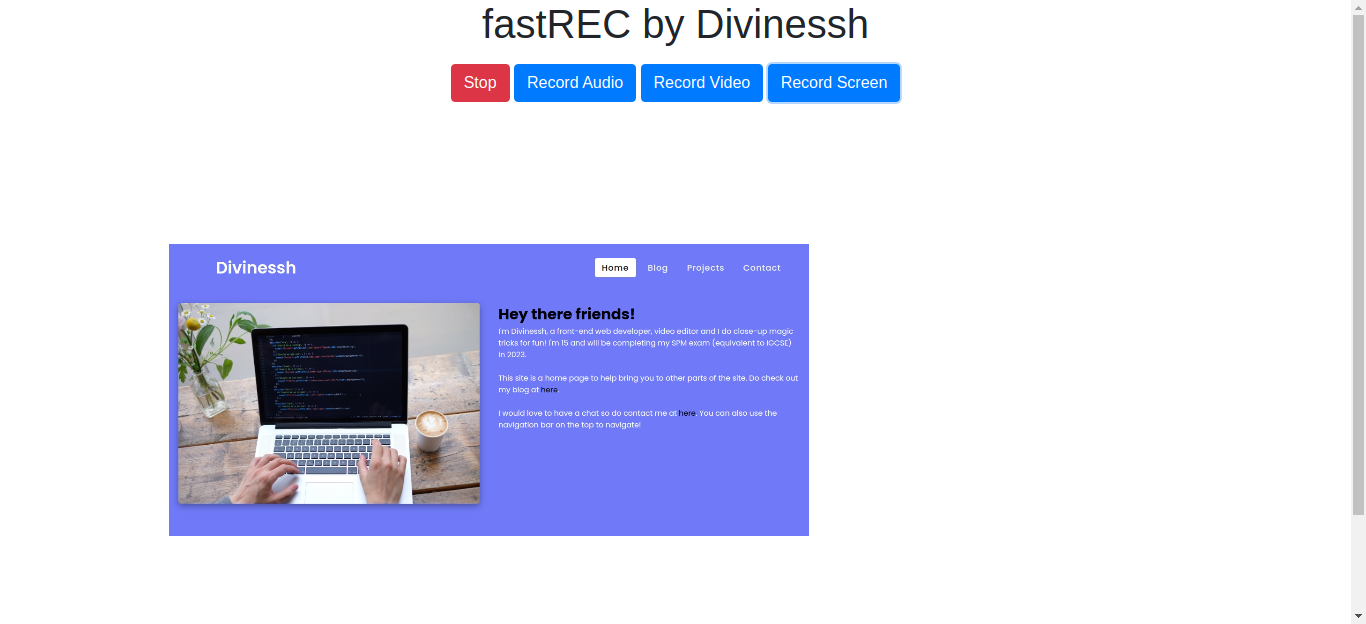 fastREC by Divinessh
Stop Record Audio Record Video Record Screen
Divinessh Home Blog Projects Contact
Hey there friends!
I'm Divinessh, a front-end web developer, video editor and I do close-up magic
tricks for fun! I'm 15 and will be completing my SPM exam (equivalent to IGCSE)
in 2023.
This site is a home page to help bring you to other parts of the site. Do check out
my blog at here
I would love to have a chat so do contact me at here. You can also use the
navigation bar on the top to navigate!